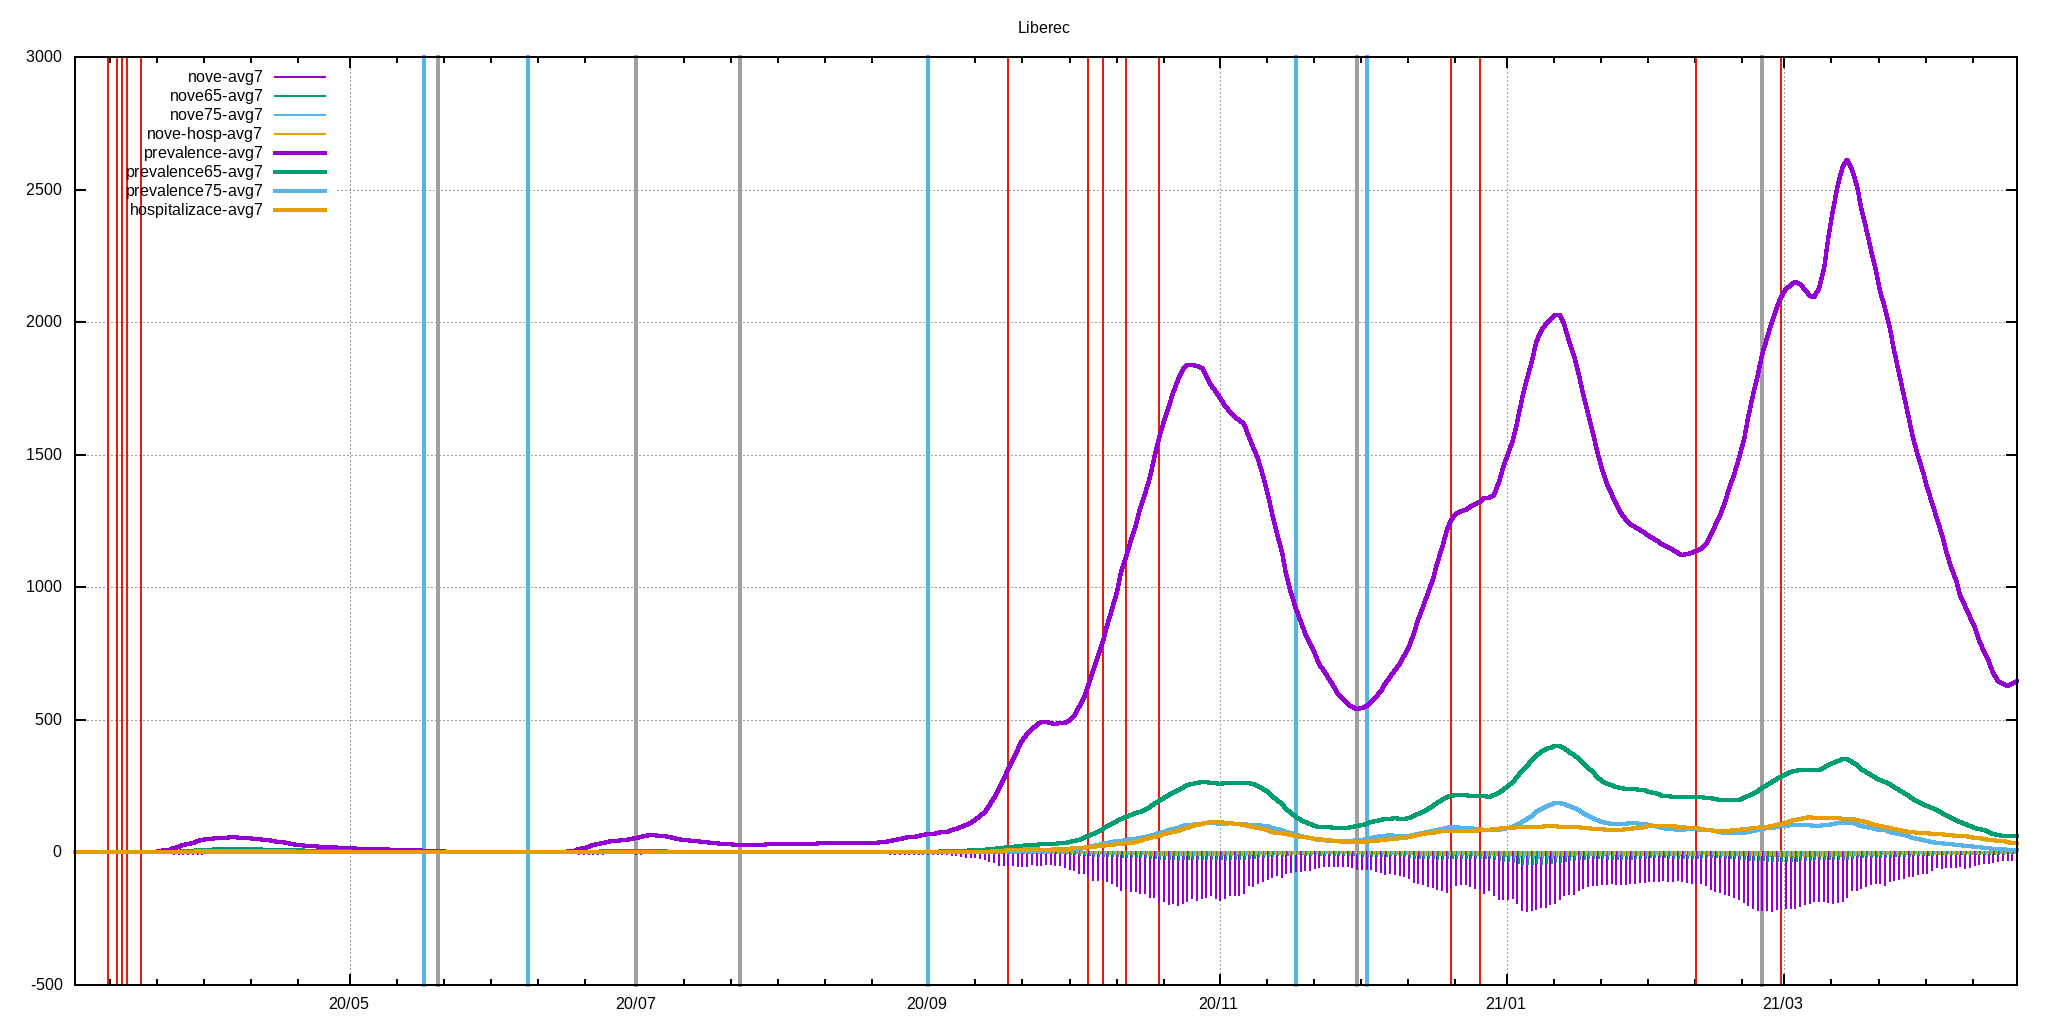 Liberec
3000
nove-avg7
nove65-avg7
nove75-avg7
nove-hosp-avg7
prevalence-avg7
prevalence65-avg7
2500
prevalence75-avg7
hospitalizace-avg7
2000
1500
1000
500
0
-500
20/05
20/07
20/09
20/11
21/01
21/03